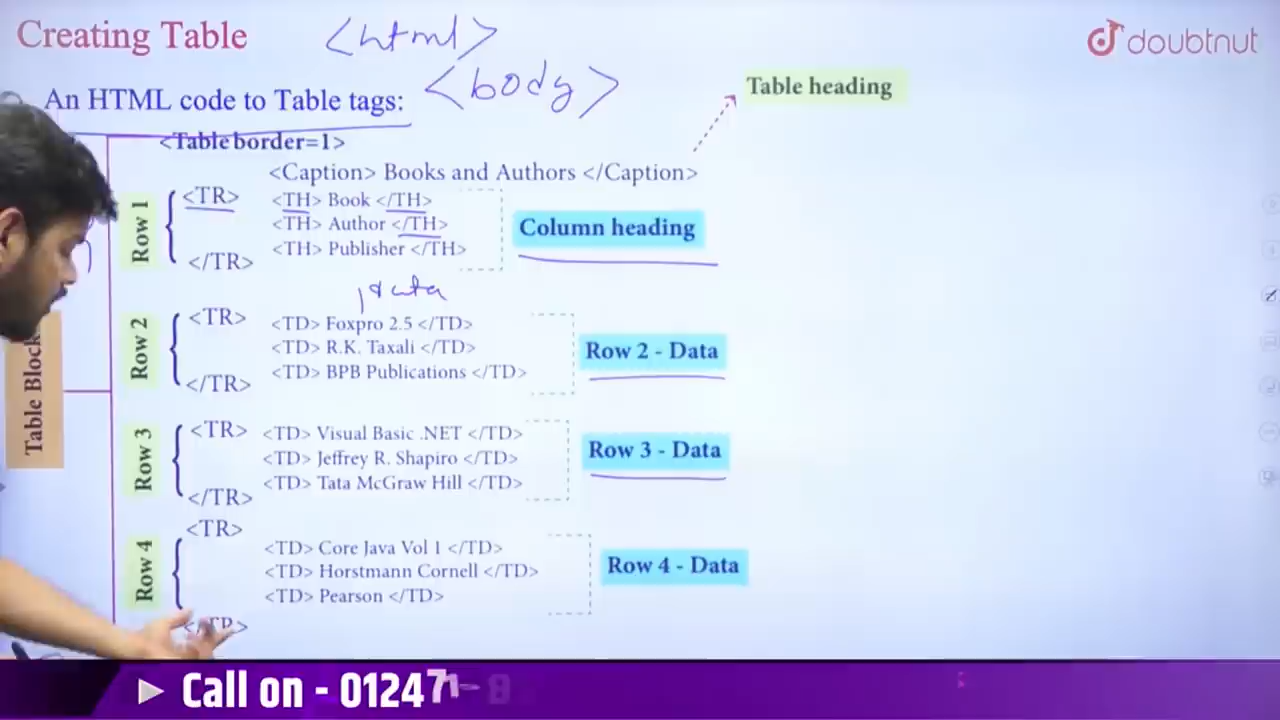 Creating Table
<html>
doubtnut
An HTML code to Table tags:
<body>
Table heading
<Table border=1>
<Caption> Books and Authors </Caption>
Row 1
<TR>
<TH> Book </TH>
<TH> Author </TH>
<TH> Publisher </TH>
</TR>
Column heading
data
Row 2
<TR>
<TD> Foxpro 2.5 </TD>
<TD> R.K. Taxali </TD>
<TD> BPB Publications </TD>
</TR>
Row 2 - Data
Table Block
Row 3
<TR>
<TD> Visual Basic .NET </TD>
<TD> Jeffrey R. Shapiro </TD>
<TD> Tata McGraw Hill </TD>
</TR>
Row 3 - Data
Row 4
<TR>
<TD> Core Java Vol 1 </TD>
<TD> Horstmann Cornell </TD>
<TD> Pearson </TD>
</TR>
Row 4 - Data
Call on - 01247